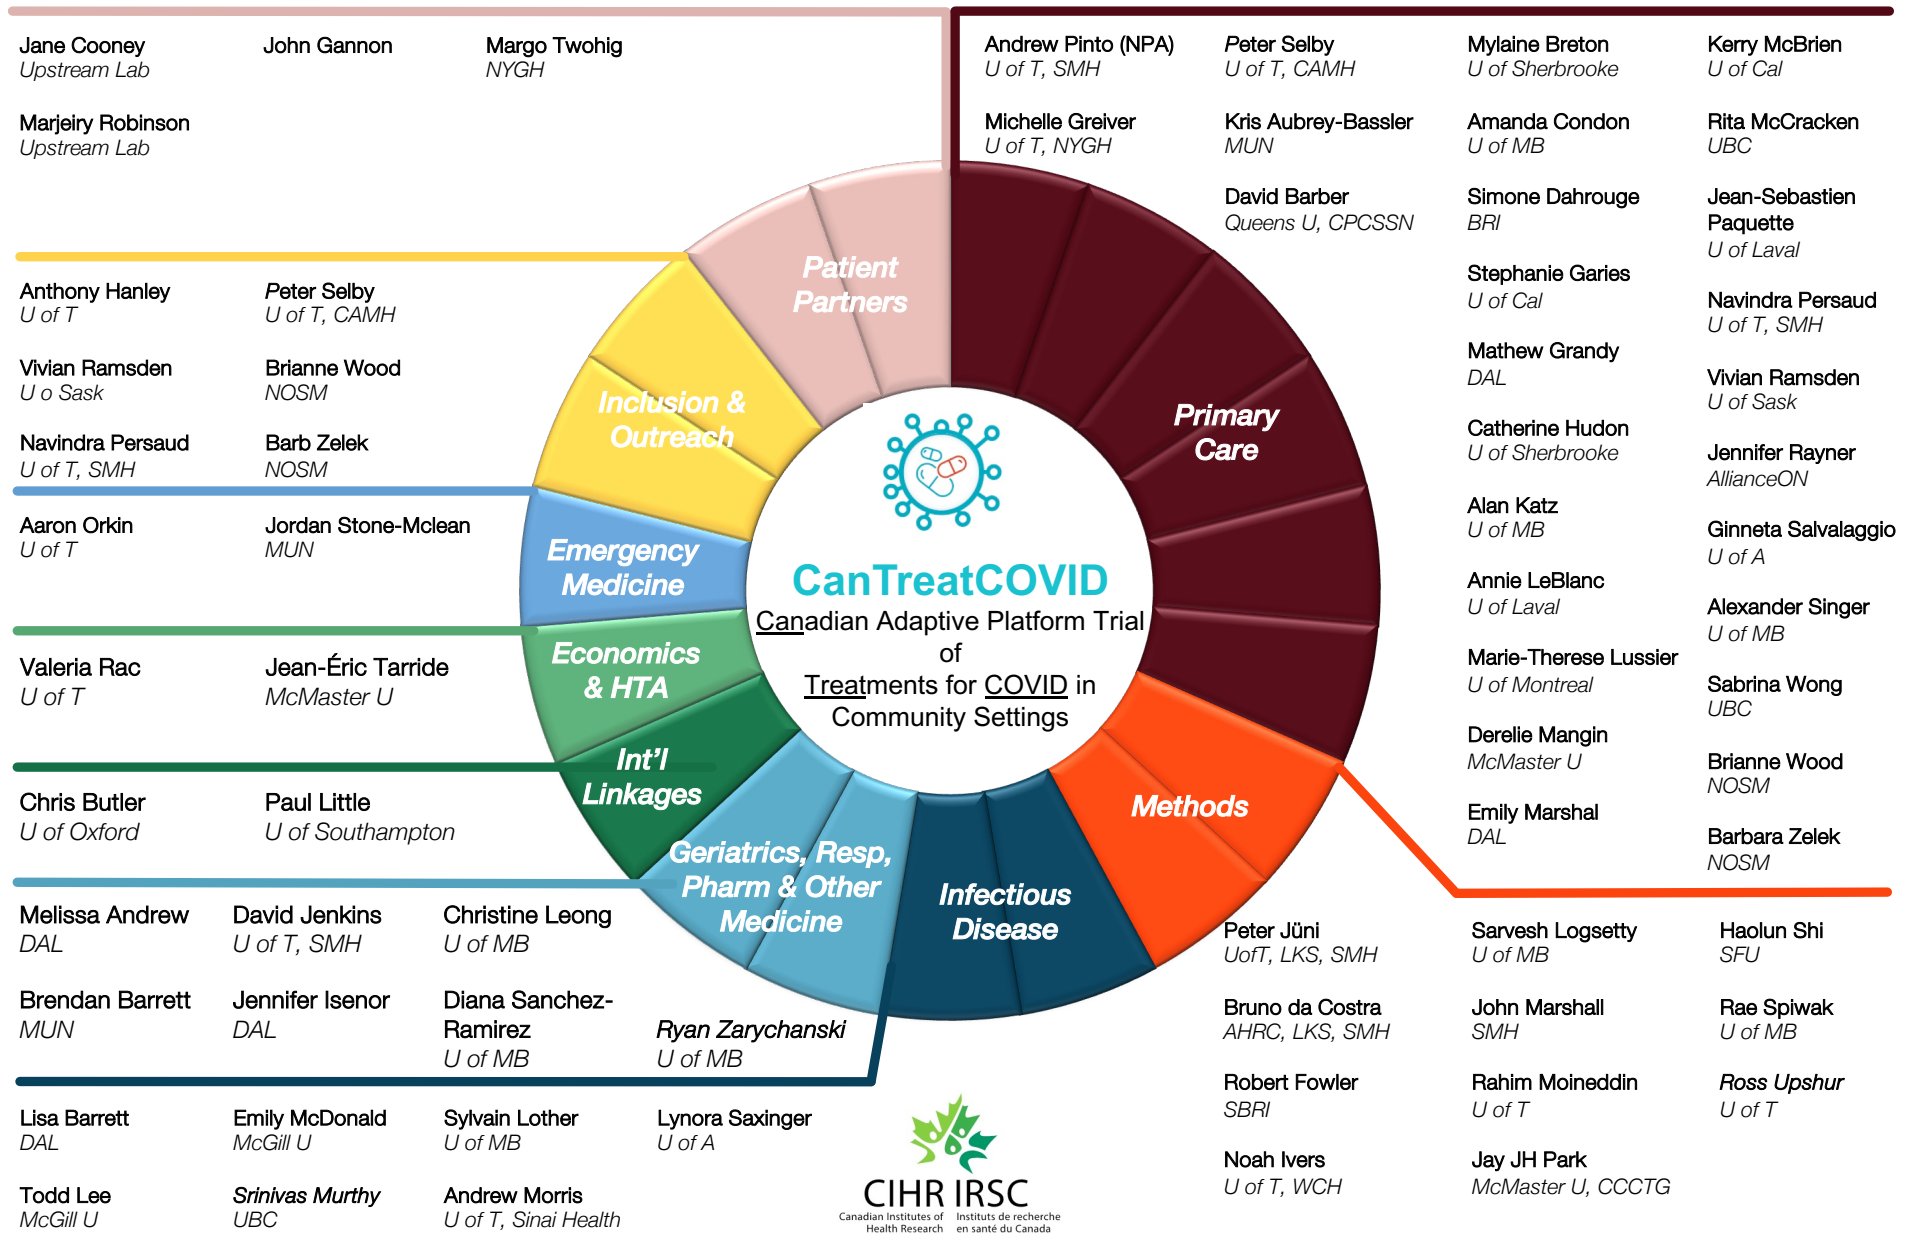 Jane Cooney
Upstream Lab
John Gannon
Margo Twohig
NYGH
Marjeiry Robinson
Upstream Lab
Andrew Pinto (NPA)
U of T, SMH
Michelle Greiver
U of T, NYGH
Peter Selby
U of T, CAMH
Kris Aubrey-Bassler
MUN
David Barber
Queens U, CPCSSN
Mylaine Breton
U of Sherbrooke
Amanda Condon
U of MB
Simone Dahrouge
BRI
Stephanie Garies
U of Cal
Mathew Grandy
DAL
Catherine Hudon
U of Sherbrooke
Alan Katz
U of MB
Annie LeBlanc
U of Laval
Marie-Therese Lussier
U of Montreal
Derelie Mangin
McMaster U
Emily Marshal
DAL
Kerry McBrien
U of Cal
Rita McCracken
UBC
Jean-Sebastien
Paquette
U of Laval
Navindra Persaud
U of T, SMH
Vivian Ramsden
U of Sask
Jennifer Rayner
AllianceON
Ginneta Salvalaggio
U of A
Alexander Singer
U of MB
Sabrina Wong
UBC
Brianne Wood
NOSM
Barbara Zelek
NOSM
Anthony Hanley
U of T
Peter Selby
U of T, CAMH
Vivian Ramsden
U o Sask
Brianne Wood
NOSM
Navindra Persaud
U of T, SMH
Barb Zelek
NOSM
Aaron Orkin
U of T
Jordan Stone-Mclean
MUN
Valeria Rac
U of T
Jean-Éric Tarride
McMaster U
Chris Butler
U of Oxford
Paul Little
U of Southampton
Melissa Andrew
DAL
David Jenkins
U of T, SMH
Christine Leong
U of MB
Brendan Barrett
MUN
Jennifer Isenor
DAL
Diana Sanchez-
Ramirez
U of MB
Ryan Zarychanski
U of MB
Lisa Barrett
DAL
Emily McDonald
McGill U
Sylvain Lother
U of MB
Lynora Saxinger
U of A
Todd Lee
McGill U
Srinivas Murthy
UBC
Andrew Morris
U of T, Sinai Health
Patient
Partners
Primary
Care
Inclusion &
Outreach
Emergency
Medicine
Economics
& HTA
Int'l
Linkages
Geriatrics, Resp,
Pharm & Other
Medicine
Infectious
Disease
Methods
CanTreatCOVID
Canadian Adaptive Platform Trial
of
Treatments for COVID in
Community Settings
Peter Jüni
UofT, LKS, SMH
Bruno da Costra
AHRC, LKS, SMH
Robert Fowler
SBRI
Noah Ivers
U of T, WCH
Sarvesh Logsetty
U of MB
John Marshall
SMH
Rahim Moineddin
U of T
Jay JH Park
McMaster U, CCCTG
Haolun Shi
SFU
Rae Spiwak
U of MB
Ross Upshur
U of T
CIHR IRSC
Canadian Institutes of
Health Research
Instituts de recherche
en santé du Canada